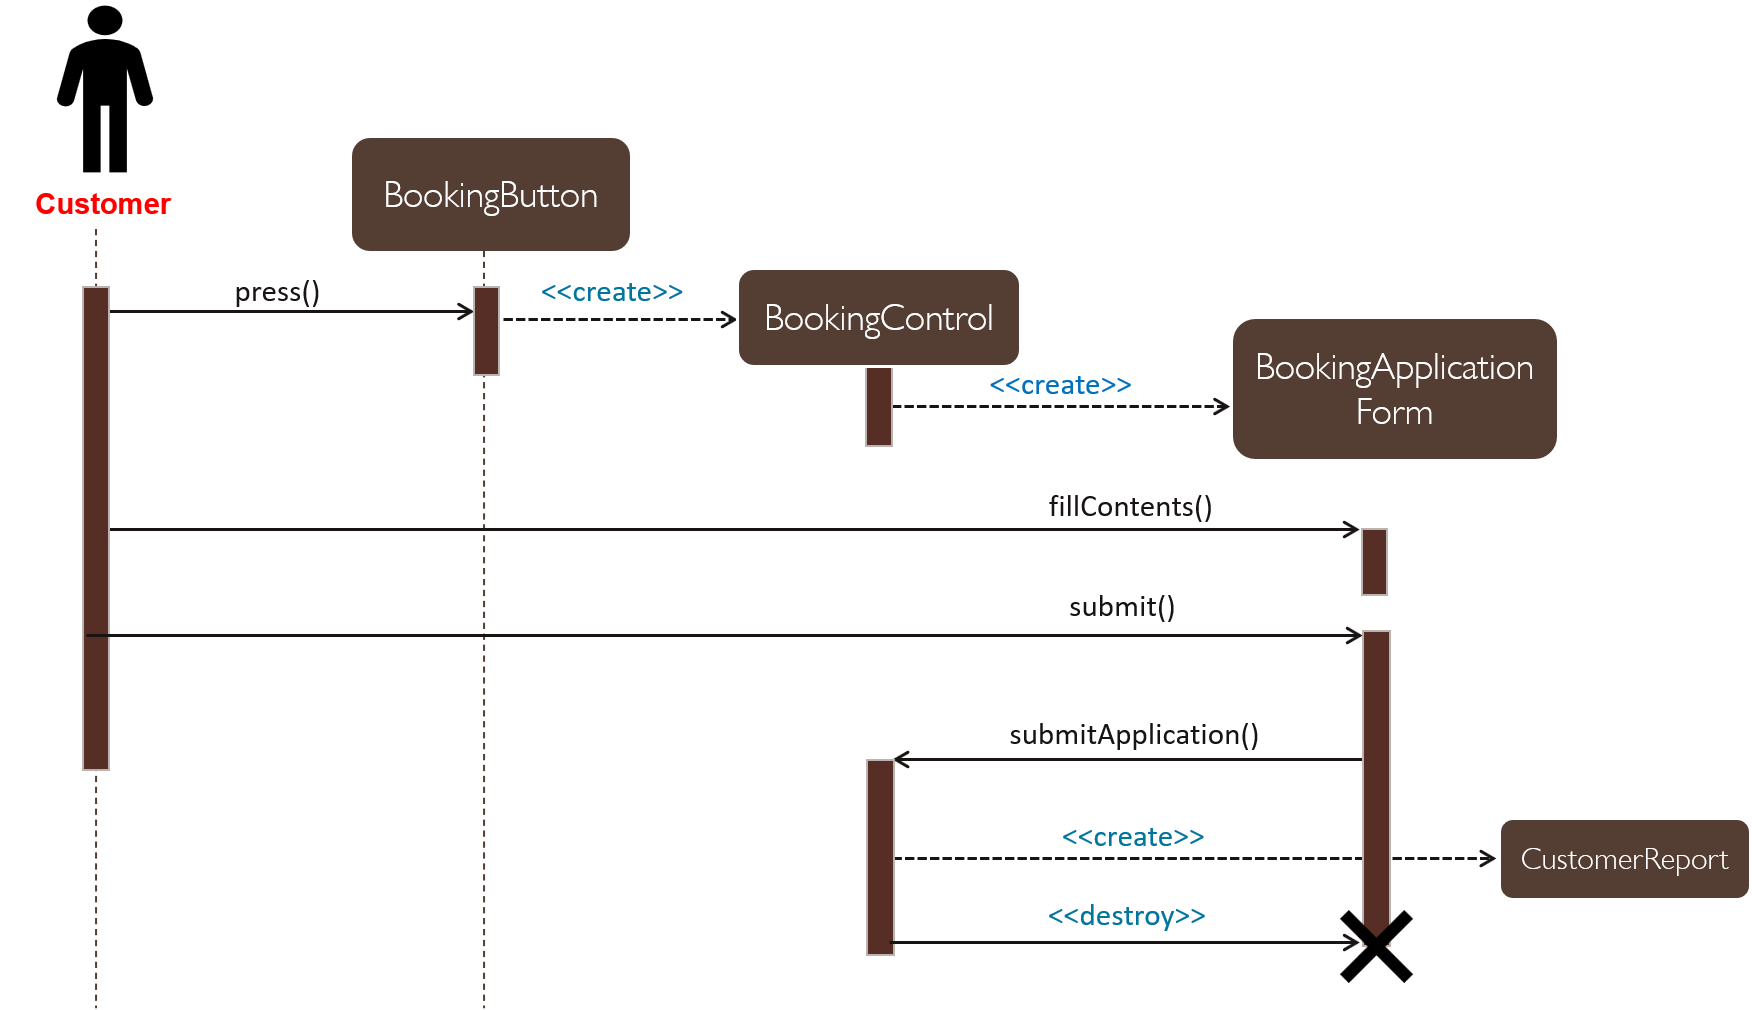 Customer
BookingButton
press()
<<create>>
BookingControl
BookingApplication
Form
<<create>>
fillContents()
submit()
submitApplication()
<<create>>
CustomerReport
<<destroy>>